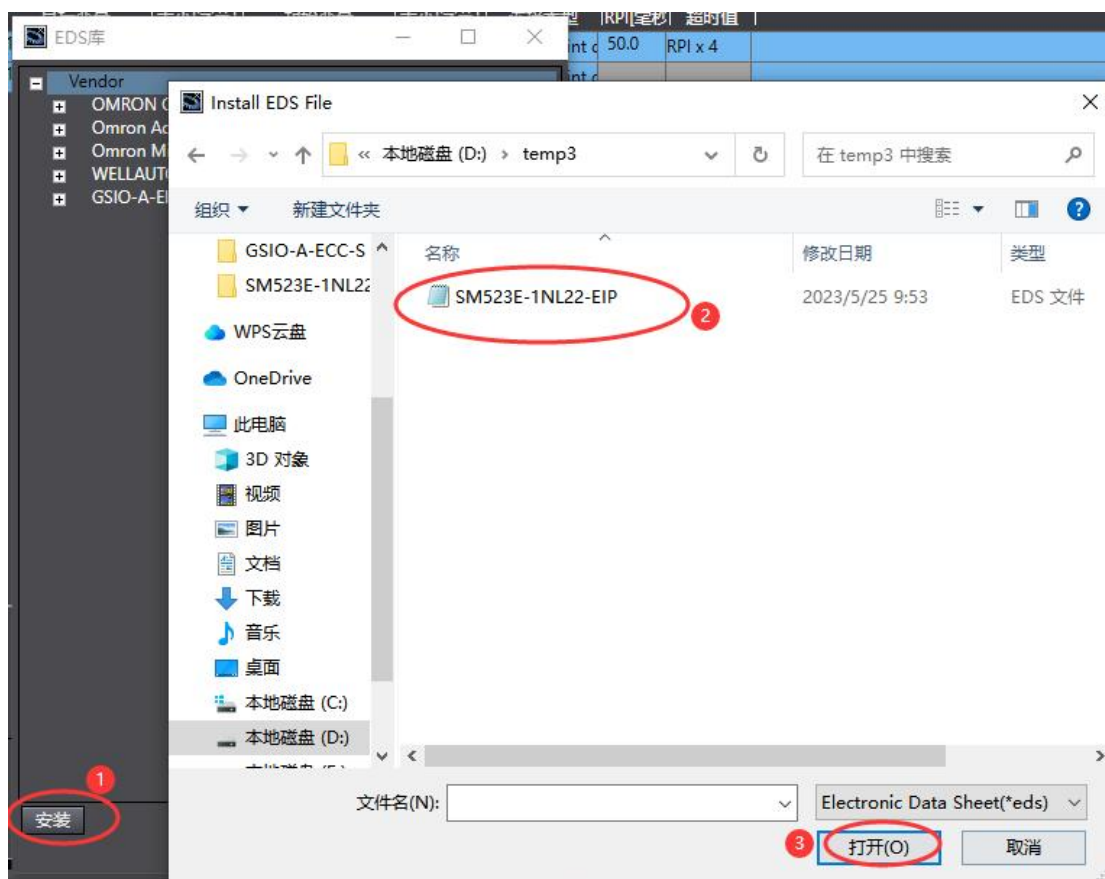 RPI[毫秒] 超时值
EDS库
int 50.0 RPI x 4
int
Vendor
OMRON
Omron
Omron
Install EDS File
本地磁盘 (D:) > temp3
在 temp3 中搜索
组织 新建文件夹
名称 修改日期 类型
GSIO-A-ECC-S
SM523E-1NL22
SM523E-1NL22-EIP 2023/5/25 9:53 EDS 文件
2
WPS云盘
OneDrive
此电脑
3D 对象
视频
图片
文档
下载
音乐
桌面
本地磁盘 (C:)
本地磁盘 (D:)
1
安装
文件名(N): Electronic Data Sheet(*eds)
3 打开(O) 取消